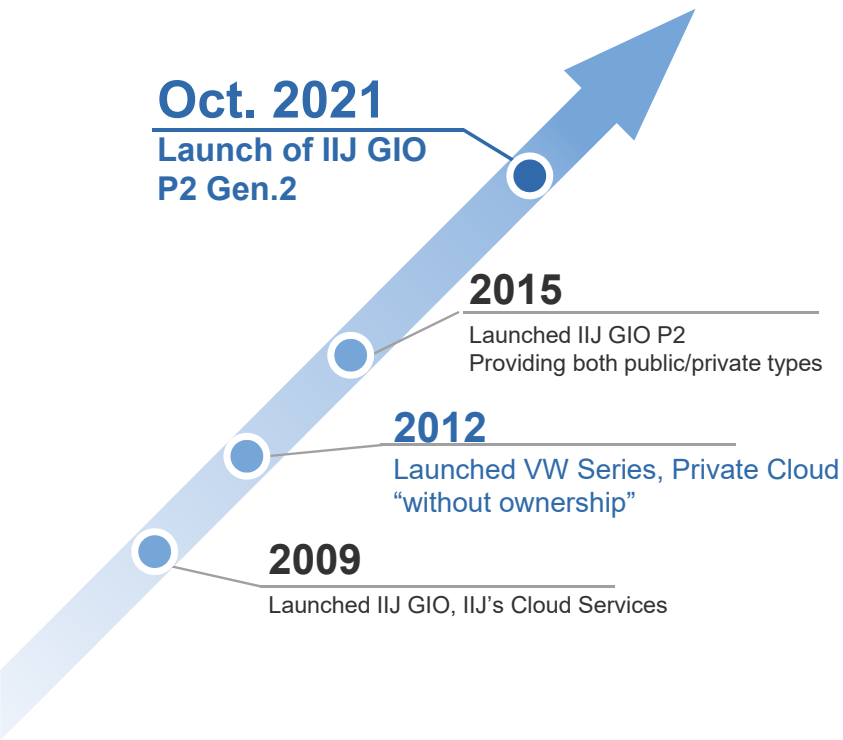 Oct. 2021
Launch of IIJ GIO
P2 Gen.2
2015
Launched IIJ GIO P2
Providing both public/private types
2012
Launched VW Series, Private Cloud
“without ownership”
2009
Launched IIJ GIO, IIJ’s Cloud Services